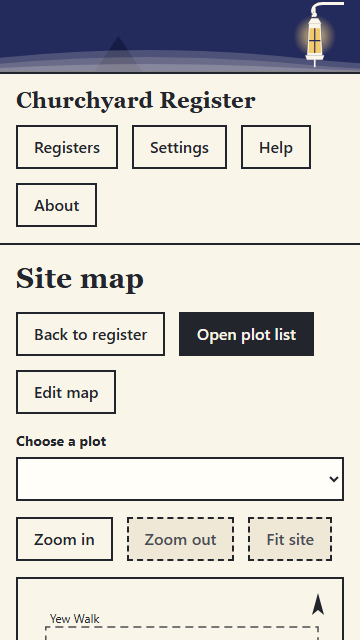 Churchyard Register
Registers Settings Help
About
Site map
Back to register Open plot list
Edit map
Choose a plot
Zoom in Zoom out Fit site
Yew Walk